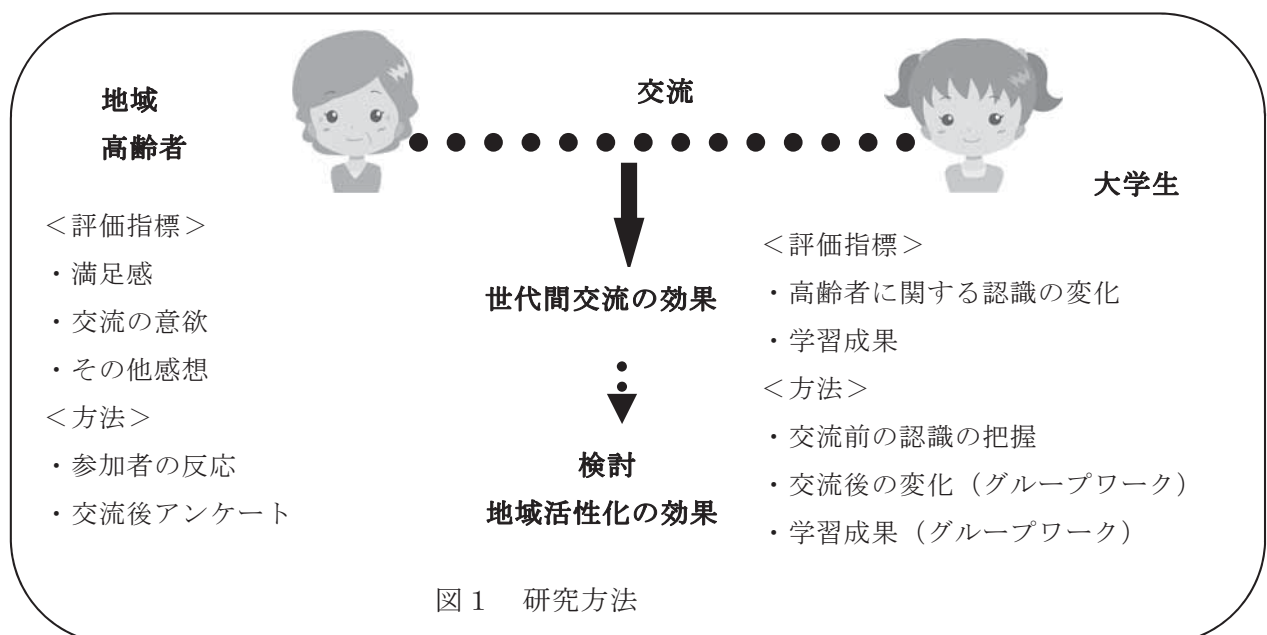 地域
高齢者
交流
大学生
＜評価指標＞
・満足感
・交流の意欲
・その他感想
＜方法＞
・参加者の反応
・交流後アンケート
世代間交流の効果
検討
地域活性化の効果
＜評価指標＞
・高齢者に関する認識の変化
・学習成果
＜方法＞
・交流前の認識の把握
・交流後の変化（グループワーク）
・学習成果（グループワーク）
図１　研究方法